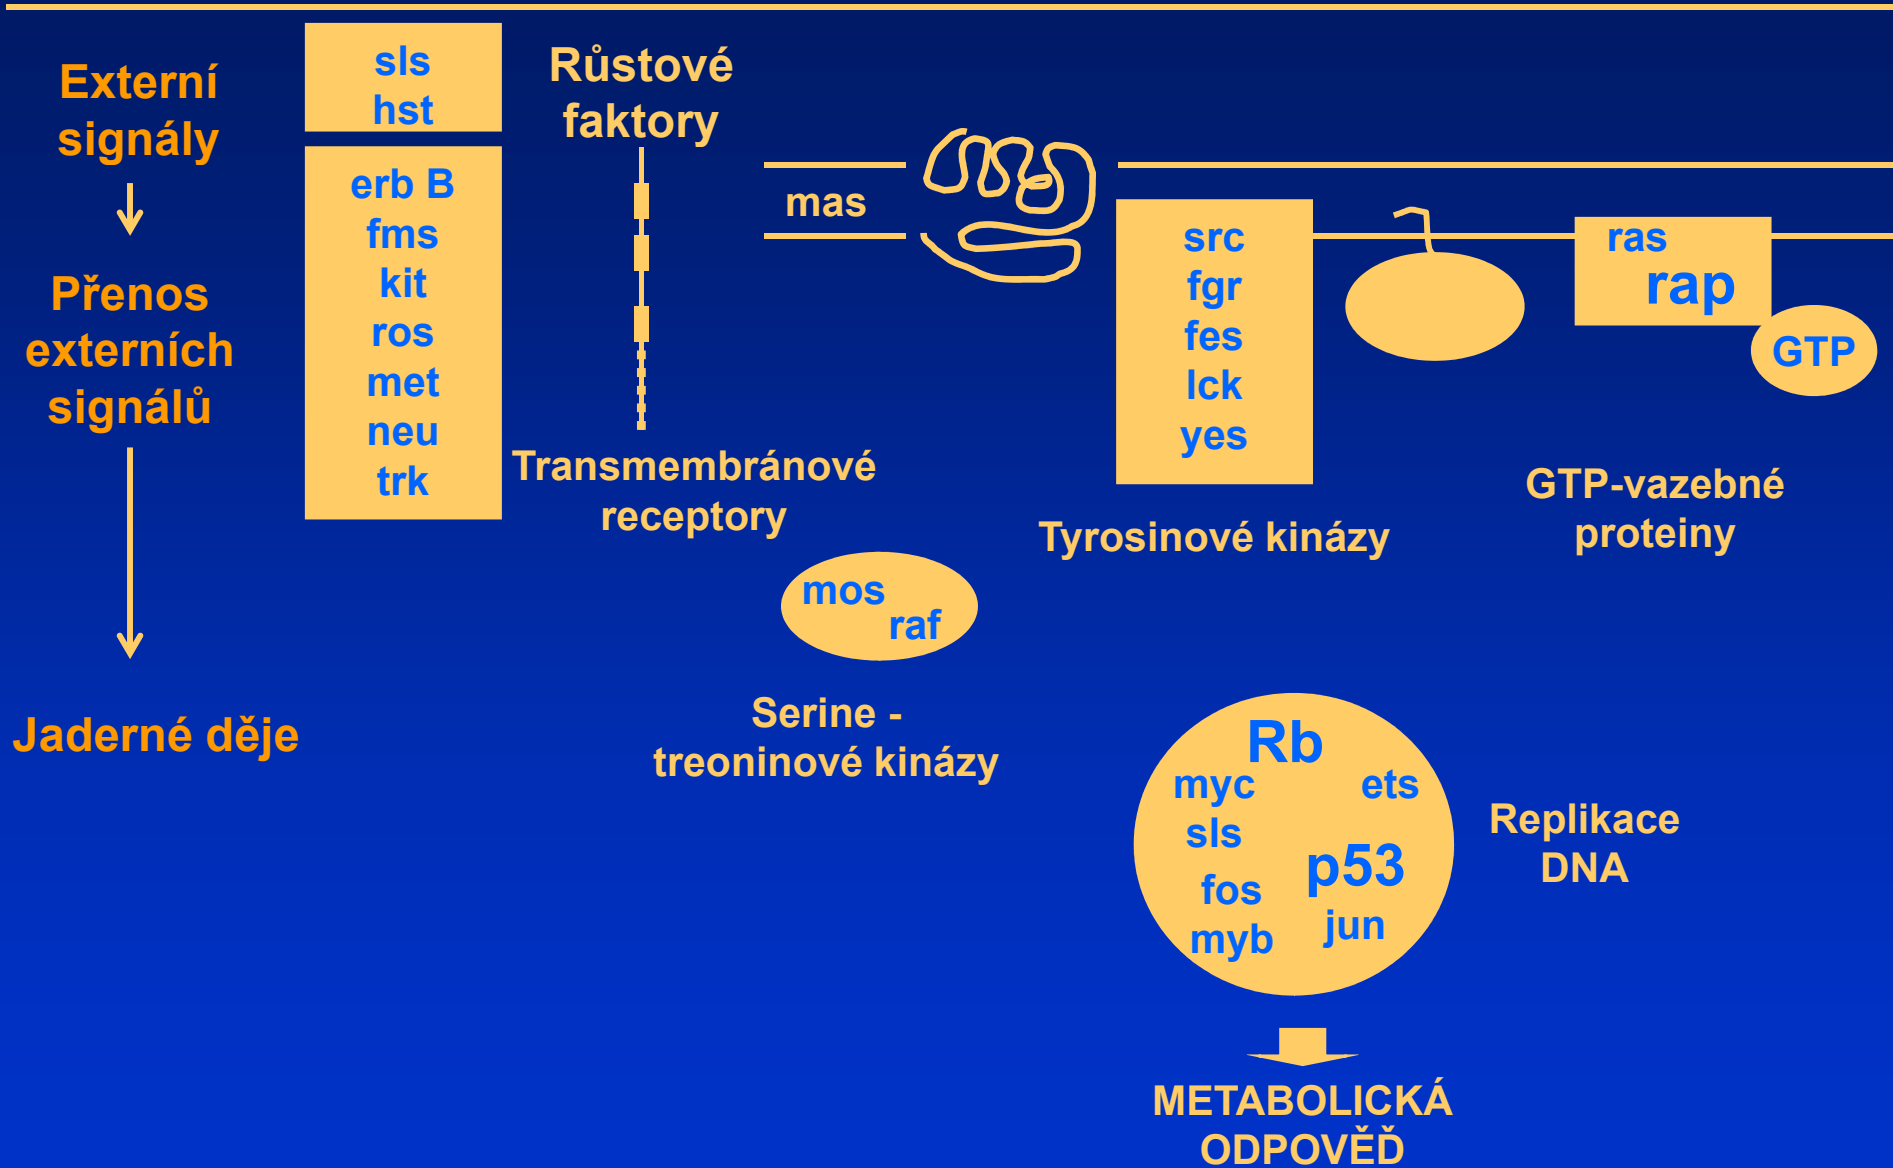 Externí
signály
Přenos
externích
signálů
Jaderné děje
sls
hst
erb B
fms
kit
ros
met
neu
trk
Růstové
faktory
Transmembránové
receptory
mas
src
fgr
fes
lck
yes
Tyrosinové kinázy
ras
rap
GTP
GTP-vazebné
proteiny
mos
raf
Serine -
treoninové kinázy
Rb
myc
ets
sls
p53
fos
jun
myb
Replikace
DNA
METABOLICKÁ
ODPOVĚĎ